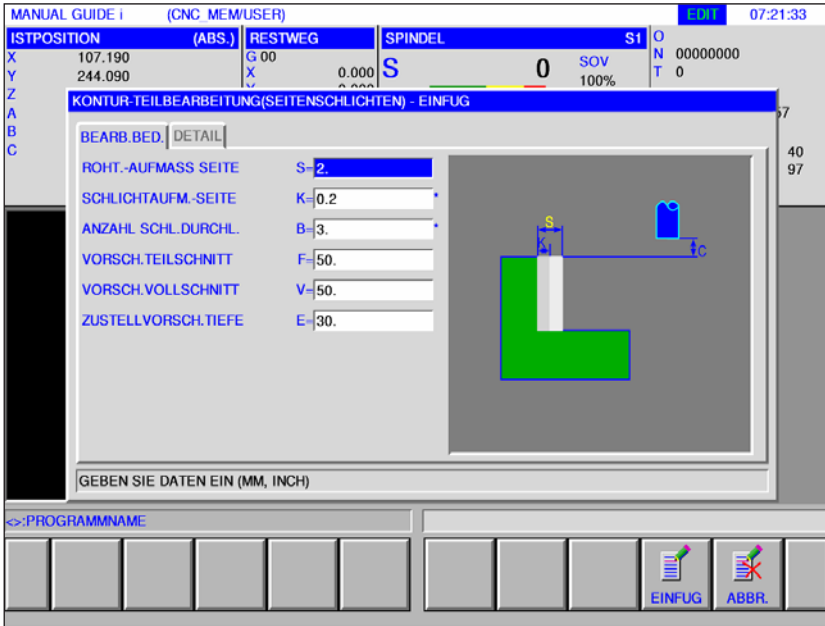 MANUAL GUIDE i (CNC_MEM/USER) EDIT 07:21:33
ISTPOSITION (ABS.) RESTWEG SPINDEL S1 O
X 107.190 G 00 N 00000000
Y 244.090 X 0.000 S 0 SOV T 0
100%
Z
A
B
C
40
97
KONTUR-TEILBEARBEITUNG(SEITENSCHLICHTEN) - EINFUG
BEARB.BED. DETAIL
ROHT.-AUFMASS SEITE S=2.
SCHLICHTAUFM.-SEITE K=0.2 *
ANZAHL SCHL.DURCHL. B=3. *
VORSCH.TEILSCHNITT F=50.
VORSCH.VOLLSCHNITT V=50.
ZUSTELLVORSCH.TIEFE E=30.
S
K
C
GEBEN SIE DATEN EIN (MM, INCH)
<>:PROGRAMMNAME
EINFUG ABBR.